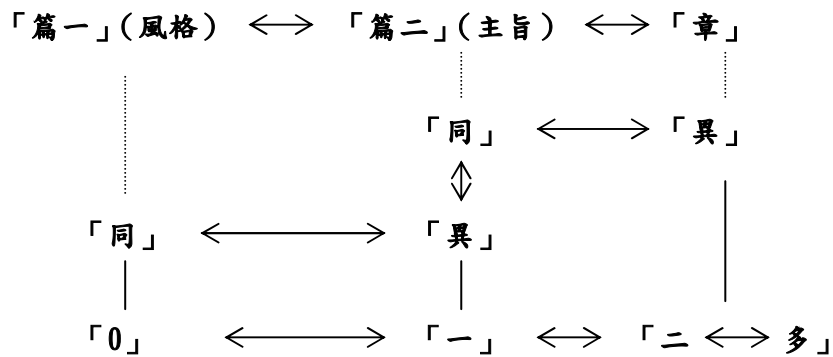 「篇一」（風格） 「篇二」（主旨） 「章」
「同」 「異」
「同」 「異」
「0」 「一」 「二 多」